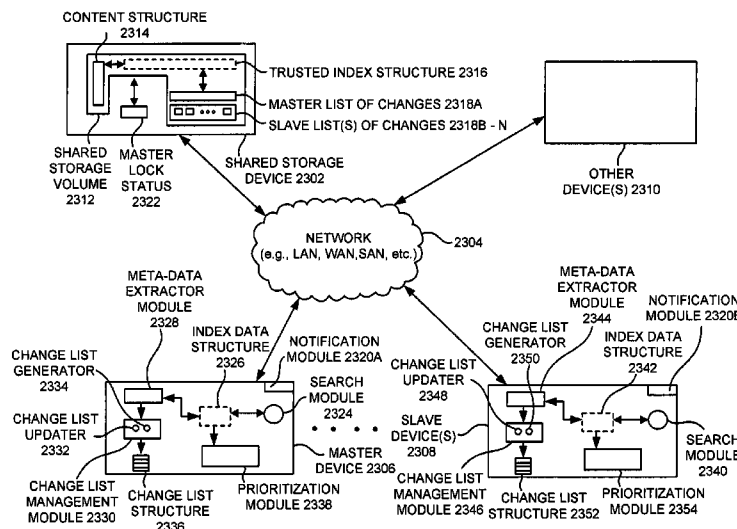 CONTENT STRUCTURE
2314
TRUSTED INDEX STRUCTURE 2316
MASTER LIST OF CHANGES 2318A
SLAVE LIST(S) OF CHANGES 2318B - N
SHARED
STORAGE
VOLUME
2312
MASTER
LOCK
STATUS
2322
SHARED STORAGE
DEVICE 2302
OTHER
DEVICE(S) 2310
NETWORK
(e.g., LAN, WAN,SAN, etc.)
2304
META-DATA
EXTRACTOR
MODULE
2328
INDEX DATA
STRUCTURE
2326
NOTIFICATION
MODULE 2320A
CHANGE LIST
GENERATOR
2334
SEARCH
MODULE
2324
CHANGE LIST
UPDATER
2332
MASTER
DEVICE 2306
CHANGE LIST
MANAGEMENT
MODULE 2330
CHANGE LIST
STRUCTURE
2336
PRIORITIZATION
MODULE 2338
META-DATA
EXTRACTOR
MODULE
2344
NOTIFICATION
MODULE 2320B
CHANGE LIST
GENERATOR
2350
INDEX DATA
STRUCTURE
2342
CHANGE LIST
UPDATER
2348
SLAVE
DEVICE(S)
2308
SEARCH
MODULE
2340
CHANGE LIST
MANAGEMENT
MODULE 2346
CHANGE LIST
STRUCTURE 2352
PRIORITIZATION
MODULE 2354